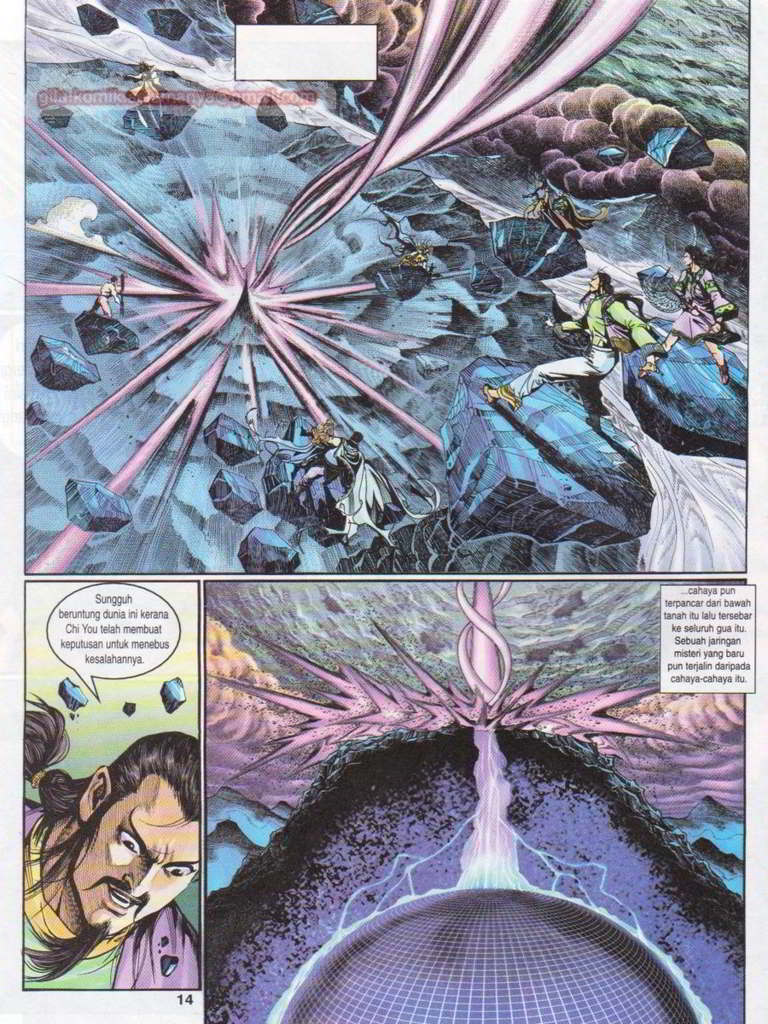 Sungguh
beruntung dunia ini kerana
Chi You telah membuat
keputusan untuk menebus
kesalahannya.
...cahaya pun
terpancar dari bawah
tanah itu lalu tersebar
ke seluruh gua itu.
Sebuah jaringan
misteri yang baru
pun terjalin daripada
cahaya-cahaya itu.
14